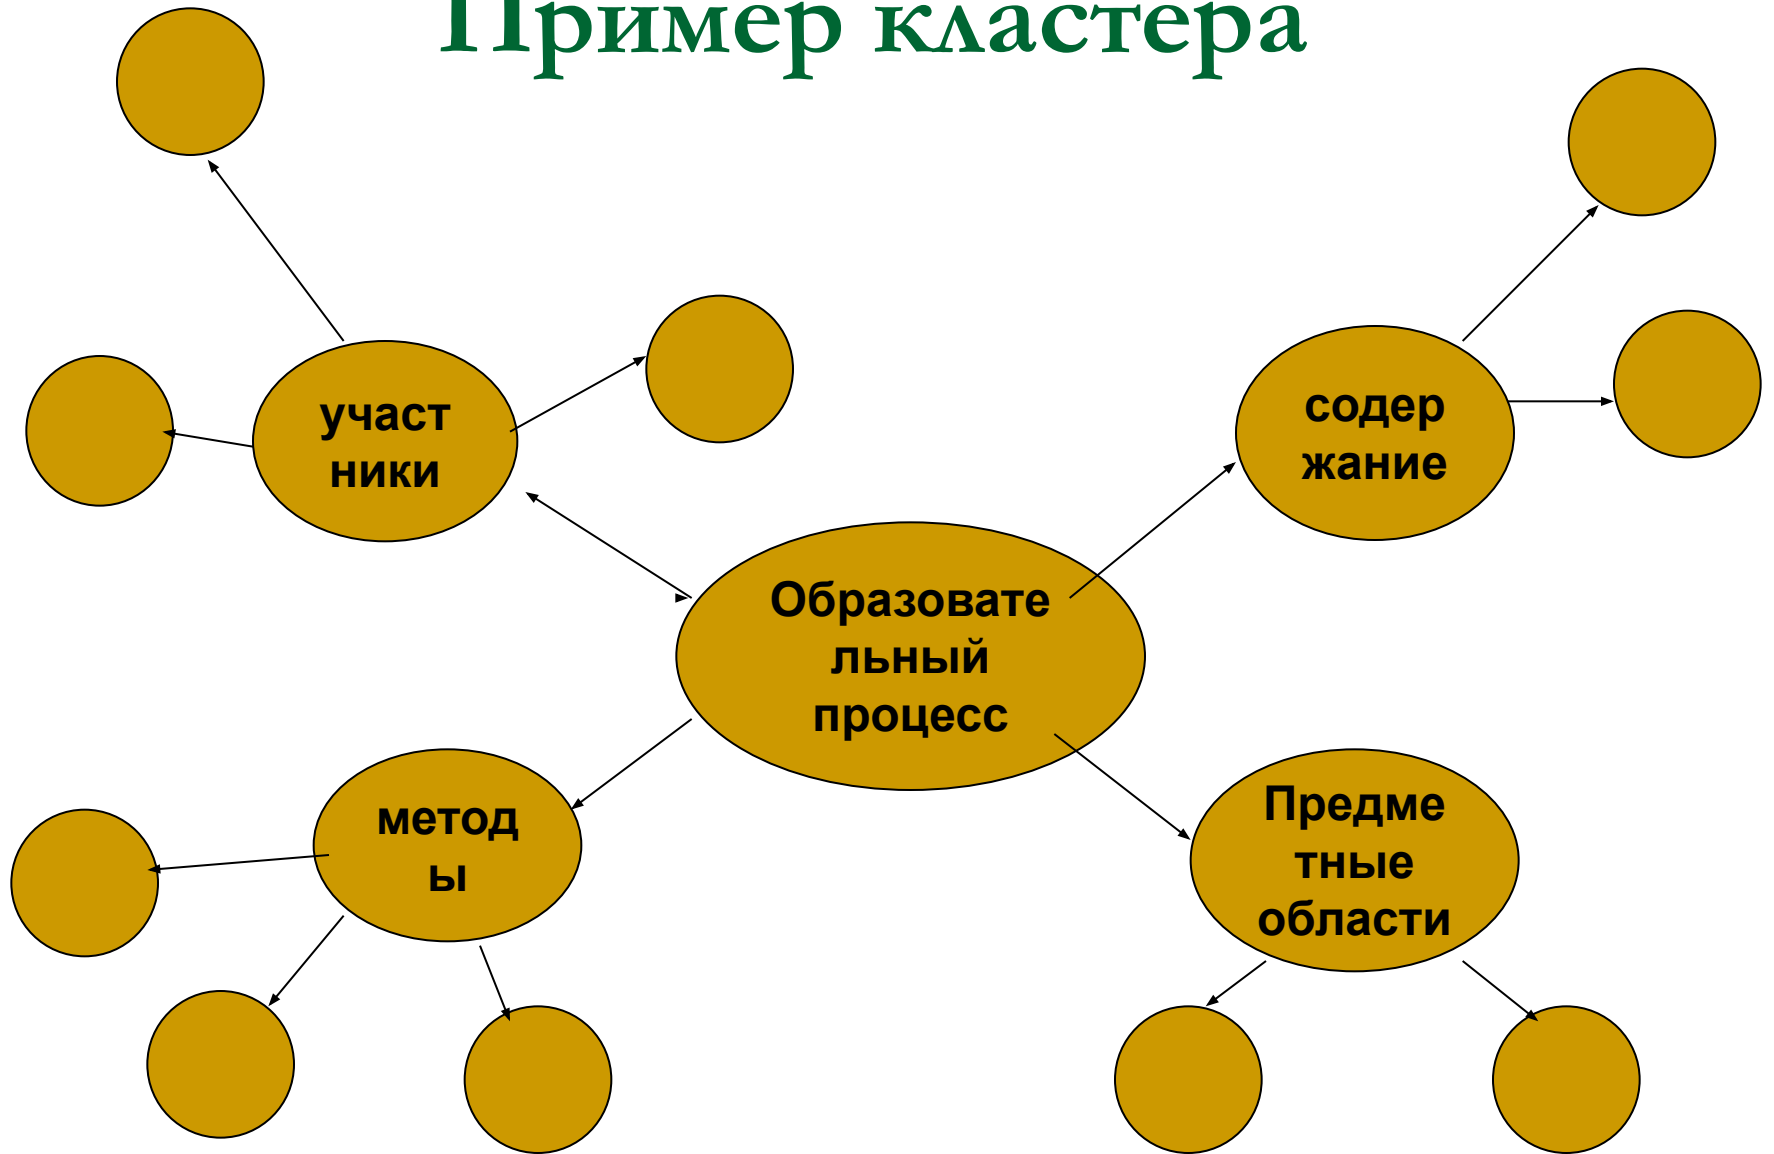 Пример кластера
участ
ники
содер
жание
Образовате
льный
процесс
метод
ы
Предме
тные
области